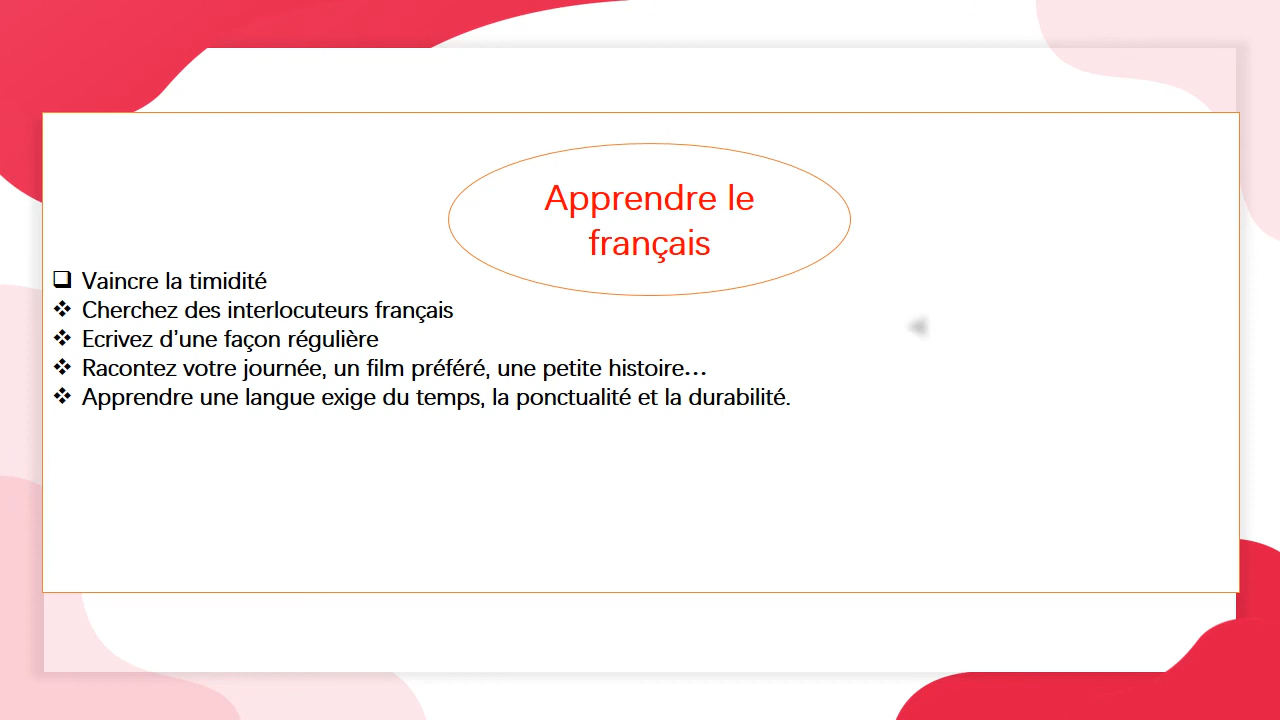 Apprendre le
français
Vaincre la timidité
Cherchez des interlocuteurs français
Ecrivez d’une façon régulière
Racontez votre journée, un film préféré, une petite histoire…
Apprendre une langue exige du temps, la ponctualité et la durabilité.